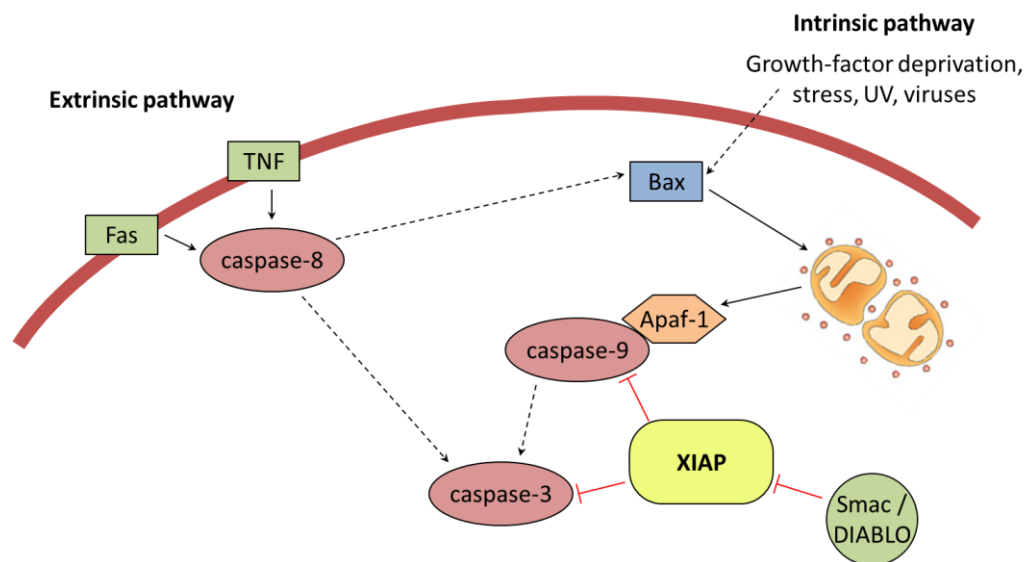 Intrinsic pathway
Growth-factor deprivation,
stress, UV, viruses
Extrinsic pathway
TNF
Bax
Fas
caspase-8
Apaf-1
caspase-9
XIAP
caspase-3
Smac /
DIABLO